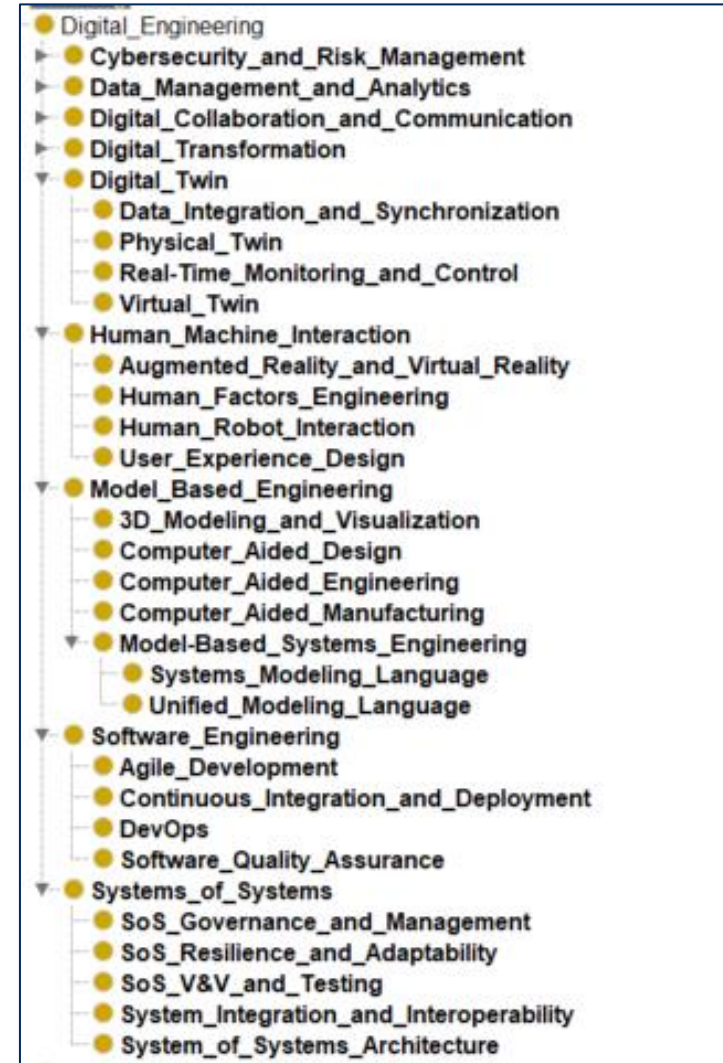 Digital_Engineering
Cybersecurity_and_Risk_Management
Data_Management_and_Analytics
Digital_Collaboration_and_Communication
Digital_Transformation
Digital_Twin
Data_Integration_and_Synchronization
Physical_Twin
Real-Time_Monitoring_and_Control
Virtual_Twin
Human_Machine_Interaction
Augmented_Reality_and_Virtual_Reality
Human_Factors_Engineering
Human_Robot_Interaction
User_Experience_Design
Model_Based_Engineering
3D_Modeling_and_Visualization
Computer_Aided_Design
Computer_Aided_Engineering
Computer_Aided_Manufacturing
Model-Based_Systems_Engineering
Systems_Modeling_Language
Unified_Modeling_Language
Software_Engineering
Agile_Development
Continuous_Integration_and_Deployment
DevOps
Software_Quality_Assurance
Systems_of_Systems
SoS_Governance_and_Management
SoS_Resilience_and_Adaptability
SoS_V&V_and_Testing
System_Integration_and_Interoperability
System_of_Systems_Architecture